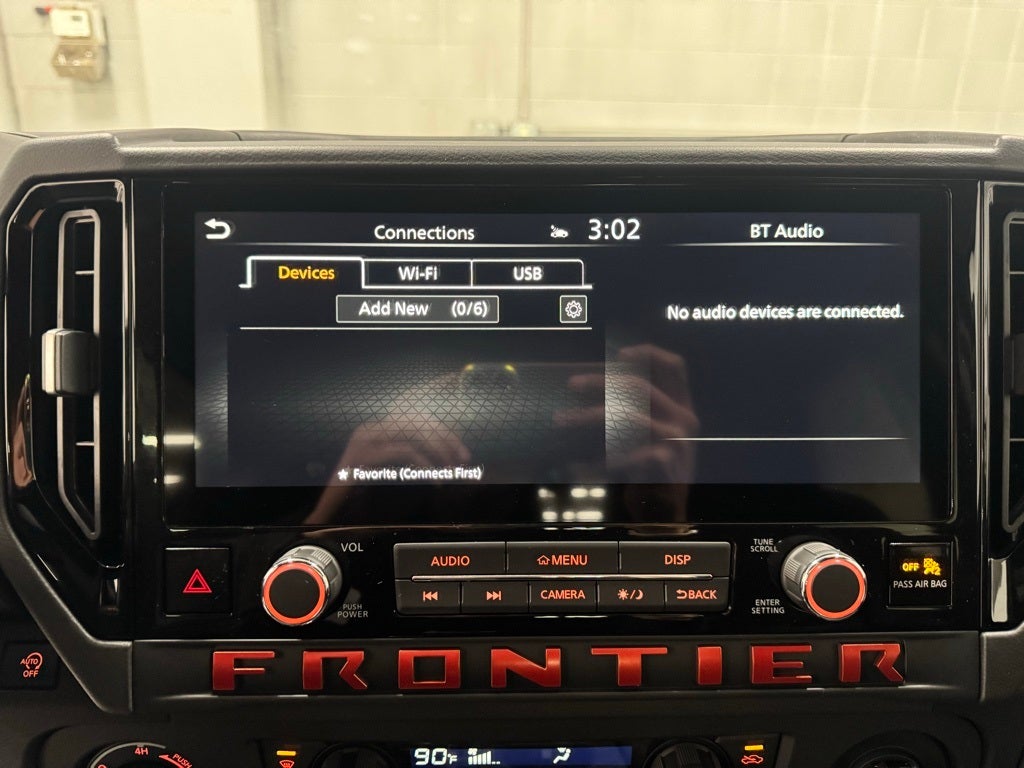 Connections 3:02 BT Audio
Devices Wi-Fi USB
Add New (0/6)
No audio devices are connected.
★ Favorite (Connects First)
VOL
AUDIO MENU DISP
TUNE
SCROLL
OFF
PASS AIR BAG
PUSH
POWER
CAMERA BACK
ENTER
SETTING
AUTO
OFF
FRONTIER
4H PUSH
90°F